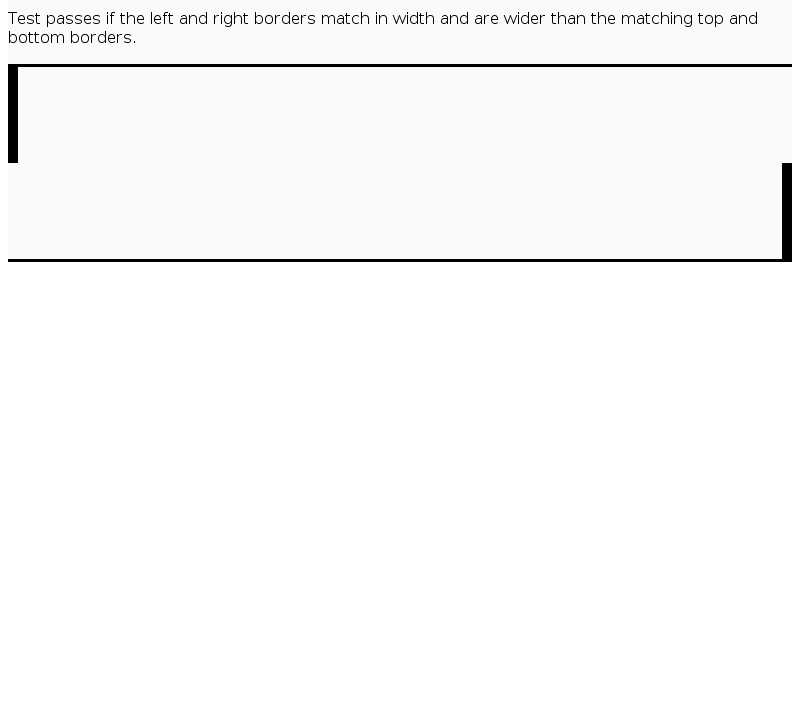 Test passes if the left and right borders match in width and are wider than the matching top and
bottom borders.